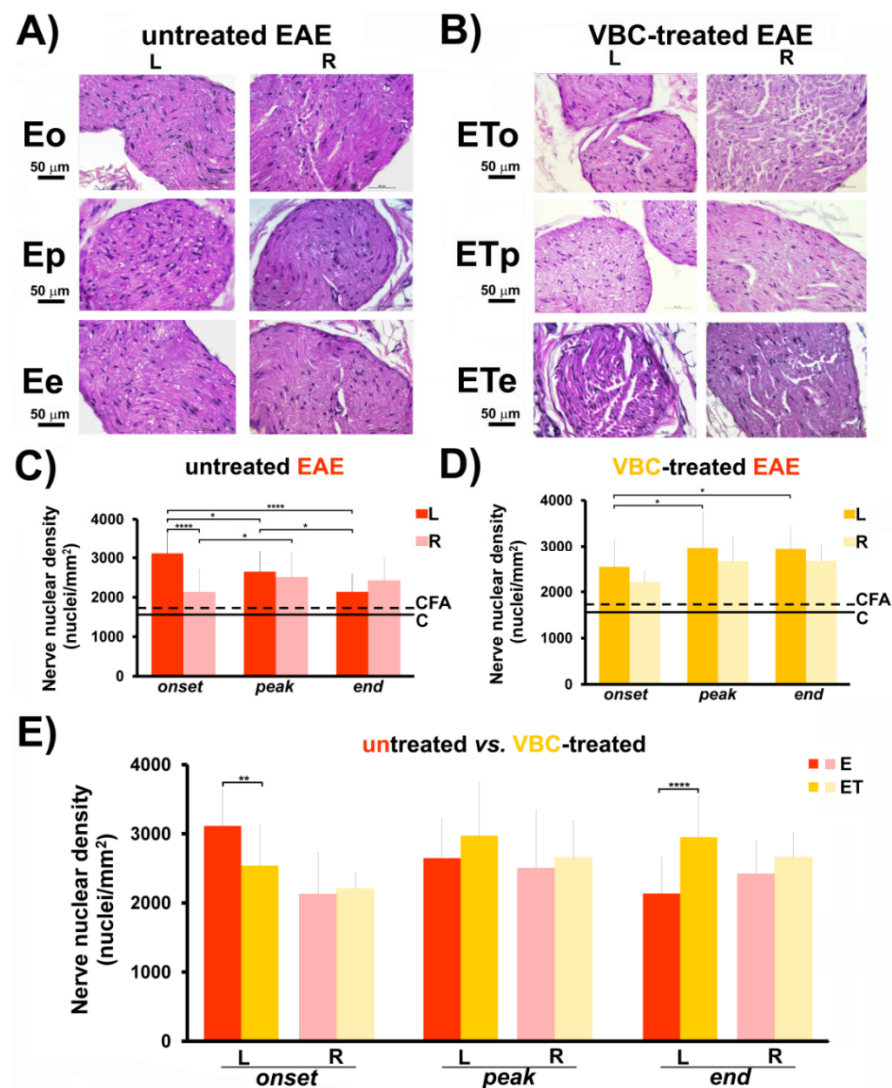 A) untreated EAE
L R
Eo
50 μm
Ep
50 μm
Ee
50 μm
B) VBC-treated EAE
L R
ETo
50 μm
ETp
50 μm
ETe
50 μm
C) untreated EAE
Nerve nuclear density
(nuclei/mm²)
4000
3000
2000
1000
0
****
*
*
****
*
L
R
CFA
C
onset peak end
D) VBC-treated EAE
Nerve nuclear density
(nuclei/mm²)
4000
3000
2000
1000
0
*
*
L
R
CFA
C
onset peak end
E) untreated vs. VBC-treated
Nerve nuclear density
(nuclei/mm²)
4000
3000
2000
1000
0
**
****
E
ET
L R L R L R
onset peak end